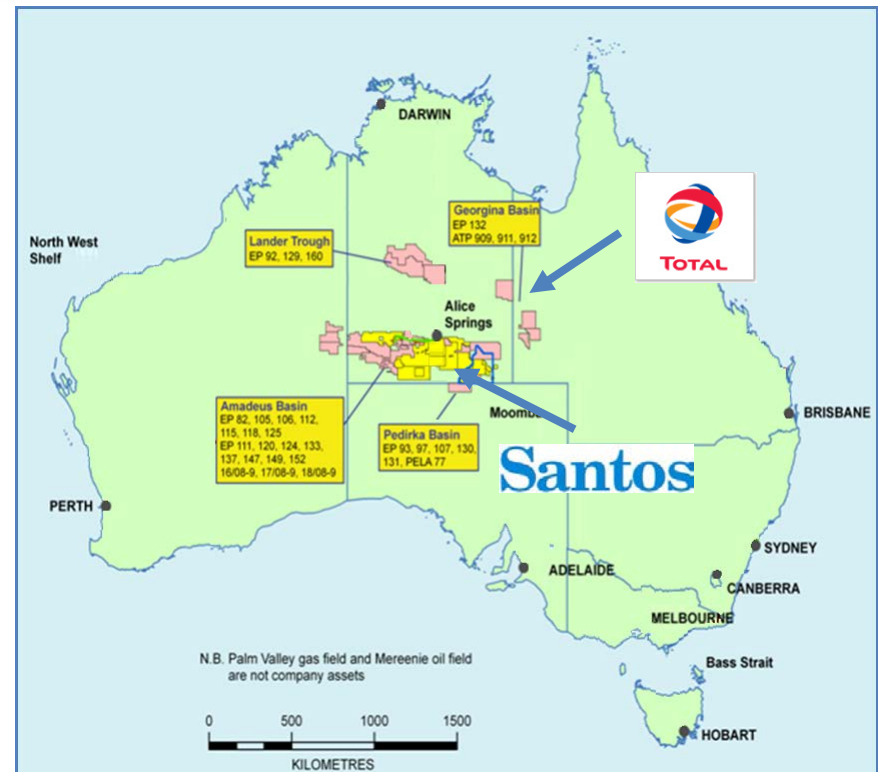 DARWIN
Georgina Basin
EP 132
ATP 909, 911, 912
TOTAL
North West
Shelf
Lander Trough
EP 92, 129, 160
Alice
Springs
Amadeus Basin
EP 82, 105, 106, 112,
115, 118, 125
EP 111, 120, 124, 133,
137, 147, 149, 152
16/08-9, 17/08-9, 18/08-9
Pedirka Basin
EP 93, 97, 107, 130,
131, PELA 77
Moomba
BRISBANE
Santos
PERTH
SYDNEY
ADELAIDE
CANBERRA
MELBOURNE
N.B. Palm Valley gas field and Mereenie oil field
are not company assets
Bass Strait
0 500 1000 1500
KILOMETRES
HOBART